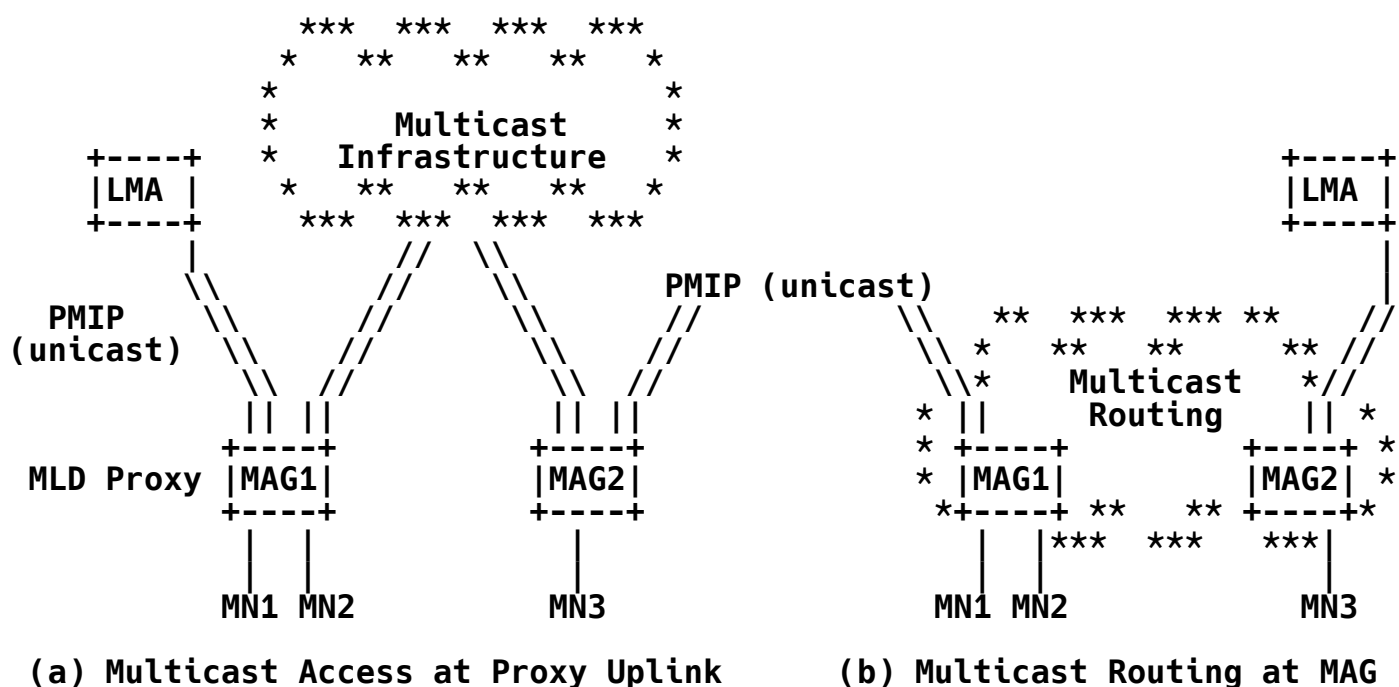 Multicast
Infrastructure
LMA LMA
PMIP (unicast)
PMIP
(unicast)
Multicast
Routing
MLD Proxy MAG1 MAG2 MAG1 MAG2
MN1 MN2 MN3 MN1 MN2 MN3
(a) Multicast Access at Proxy Uplink (b) Multicast Routing at MAG